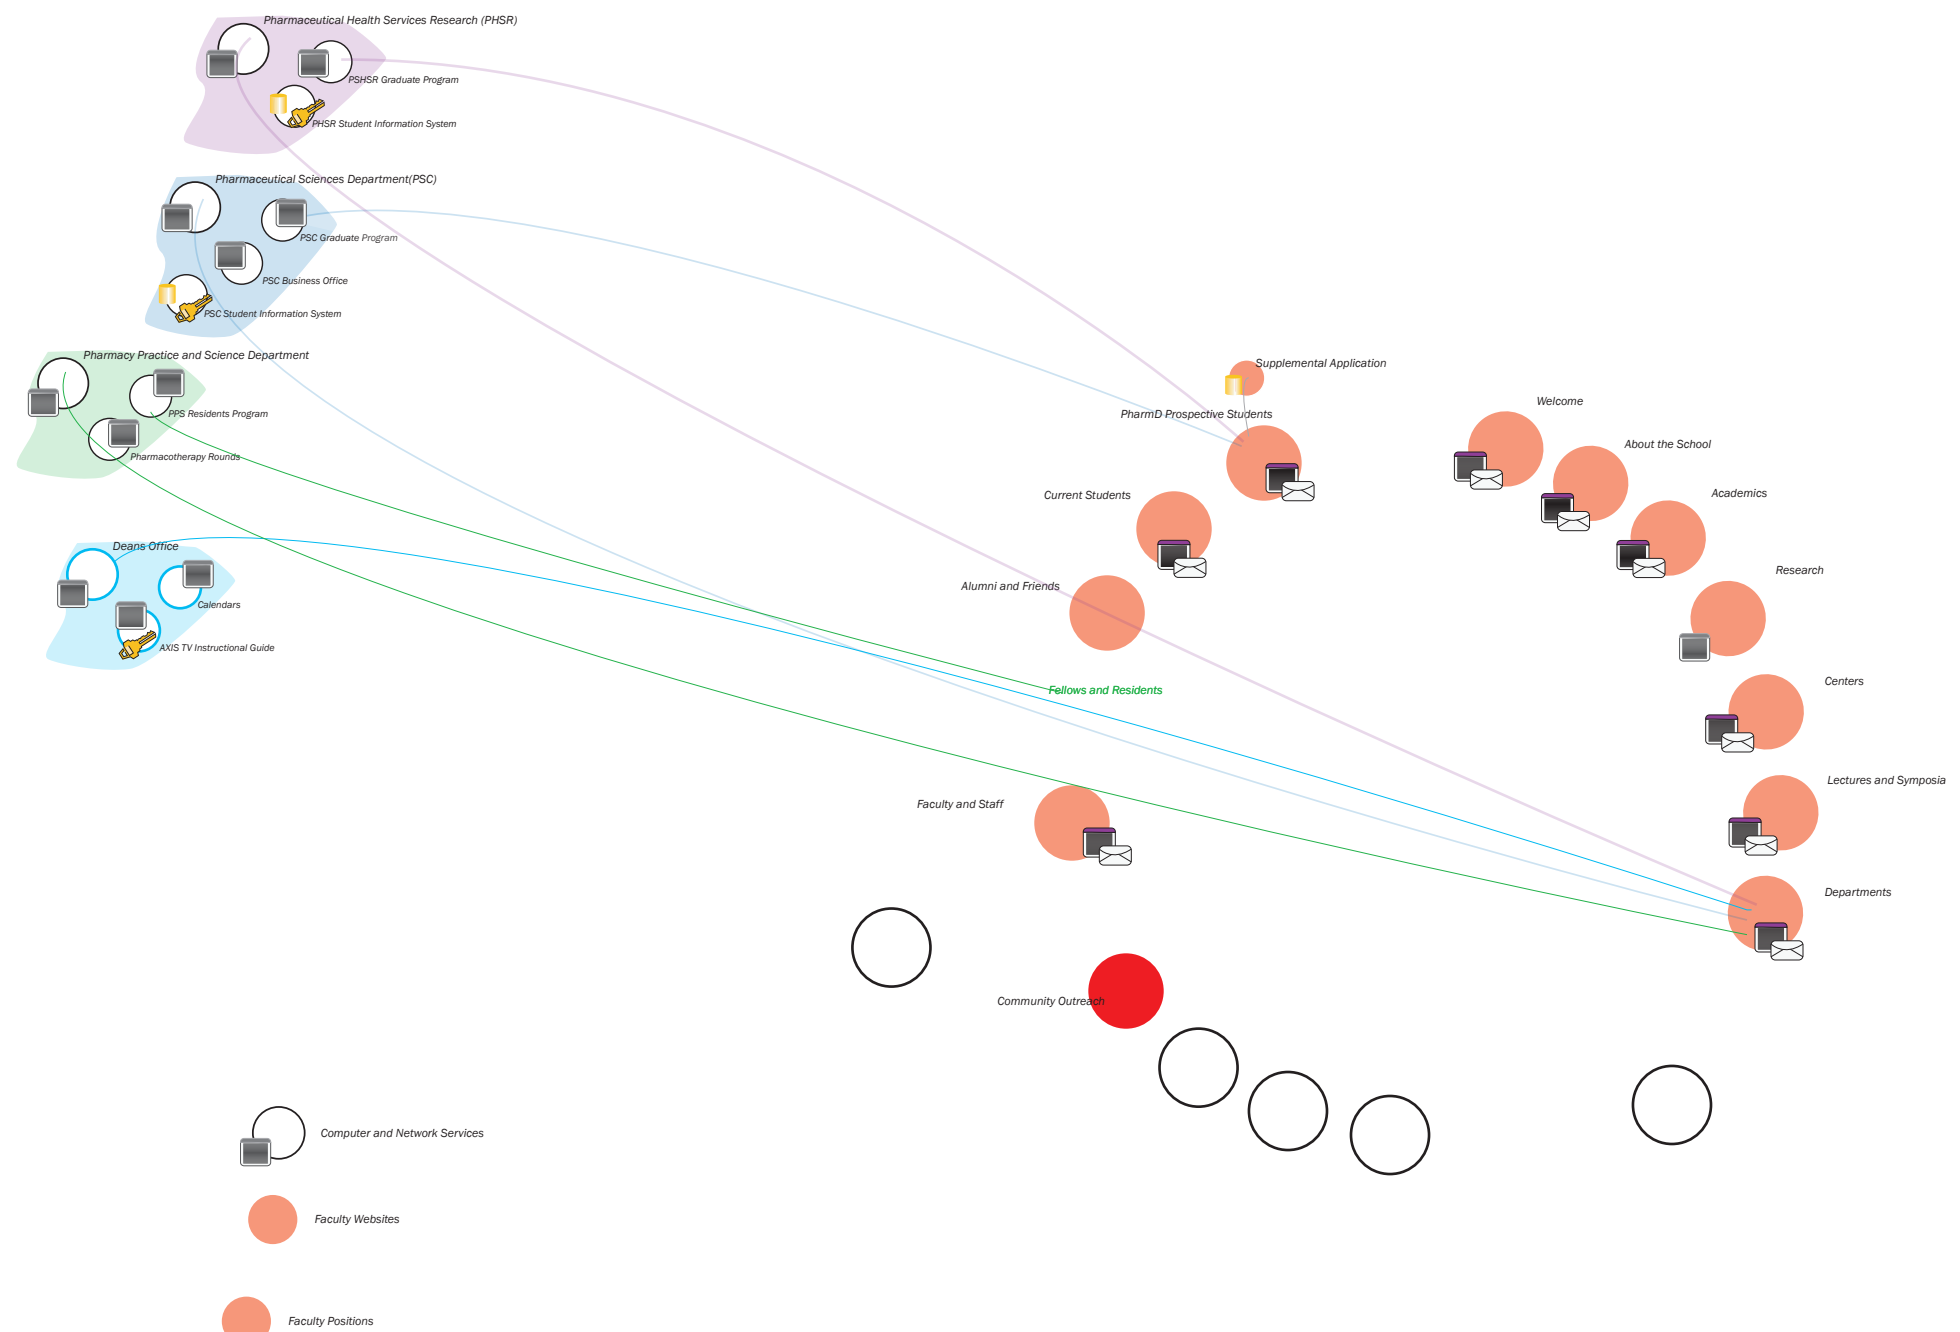 Pharmaceutical Health Services Research (PHSR)
PSHSR Graduate Program
PHSR Student Information System
Pharmaceutical Sciences Department(PSC)
PSC Graduate Program
PSC Business Office
PSC Student Information System
Pharmacy Practice and Science Department
PPS Residents Program
Pharmacotherapy Rounds
Deans Office
Calendars
AXIS TV Instructional Guide
Supplemental Application
PharmD Prospective Students
Current Students
Alumni and Friends
Fellows and Residents
Faculty and Staff
Community Outreach
Welcome
About the School
Academics
Research
Centers
Lectures and Symposia
Departments
Computer and Network Services
Faculty Websites
Faculty Positions